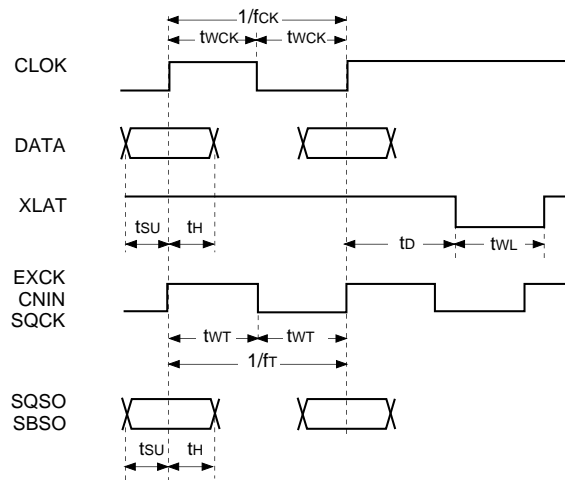 1/fCK
tWCK tWCK
CLOK
DATA
XLAT
tSU tH tD tWL
EXCK
CNIN
SQCK
tWT tWT
1/fT
SQSO
SBSO
tSU tH